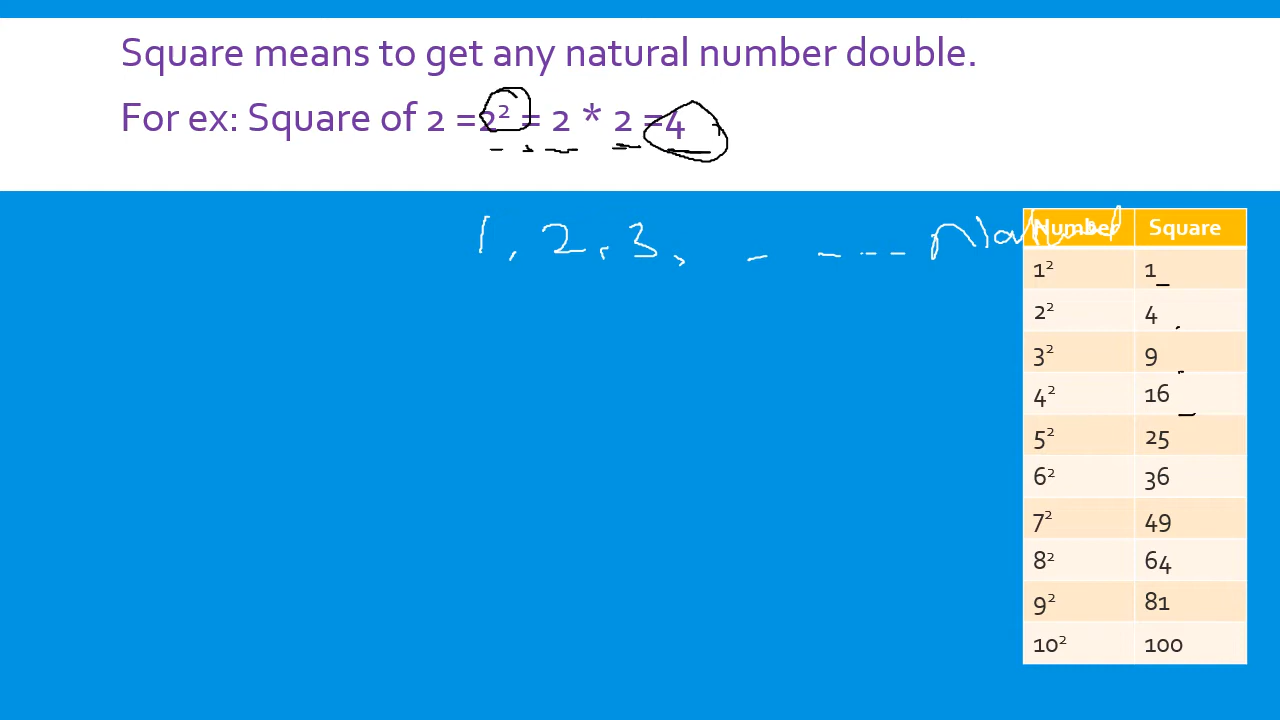 Square means to get any natural number double.
For ex: Square of 2 =2² = 2 * 2 =4
1, 2, 3, - - - - - Natural
Number Square
1² 1
2² 4
3² 9
4² 16
5² 25
6² 36
7² 49
8² 64
9² 81
10² 100